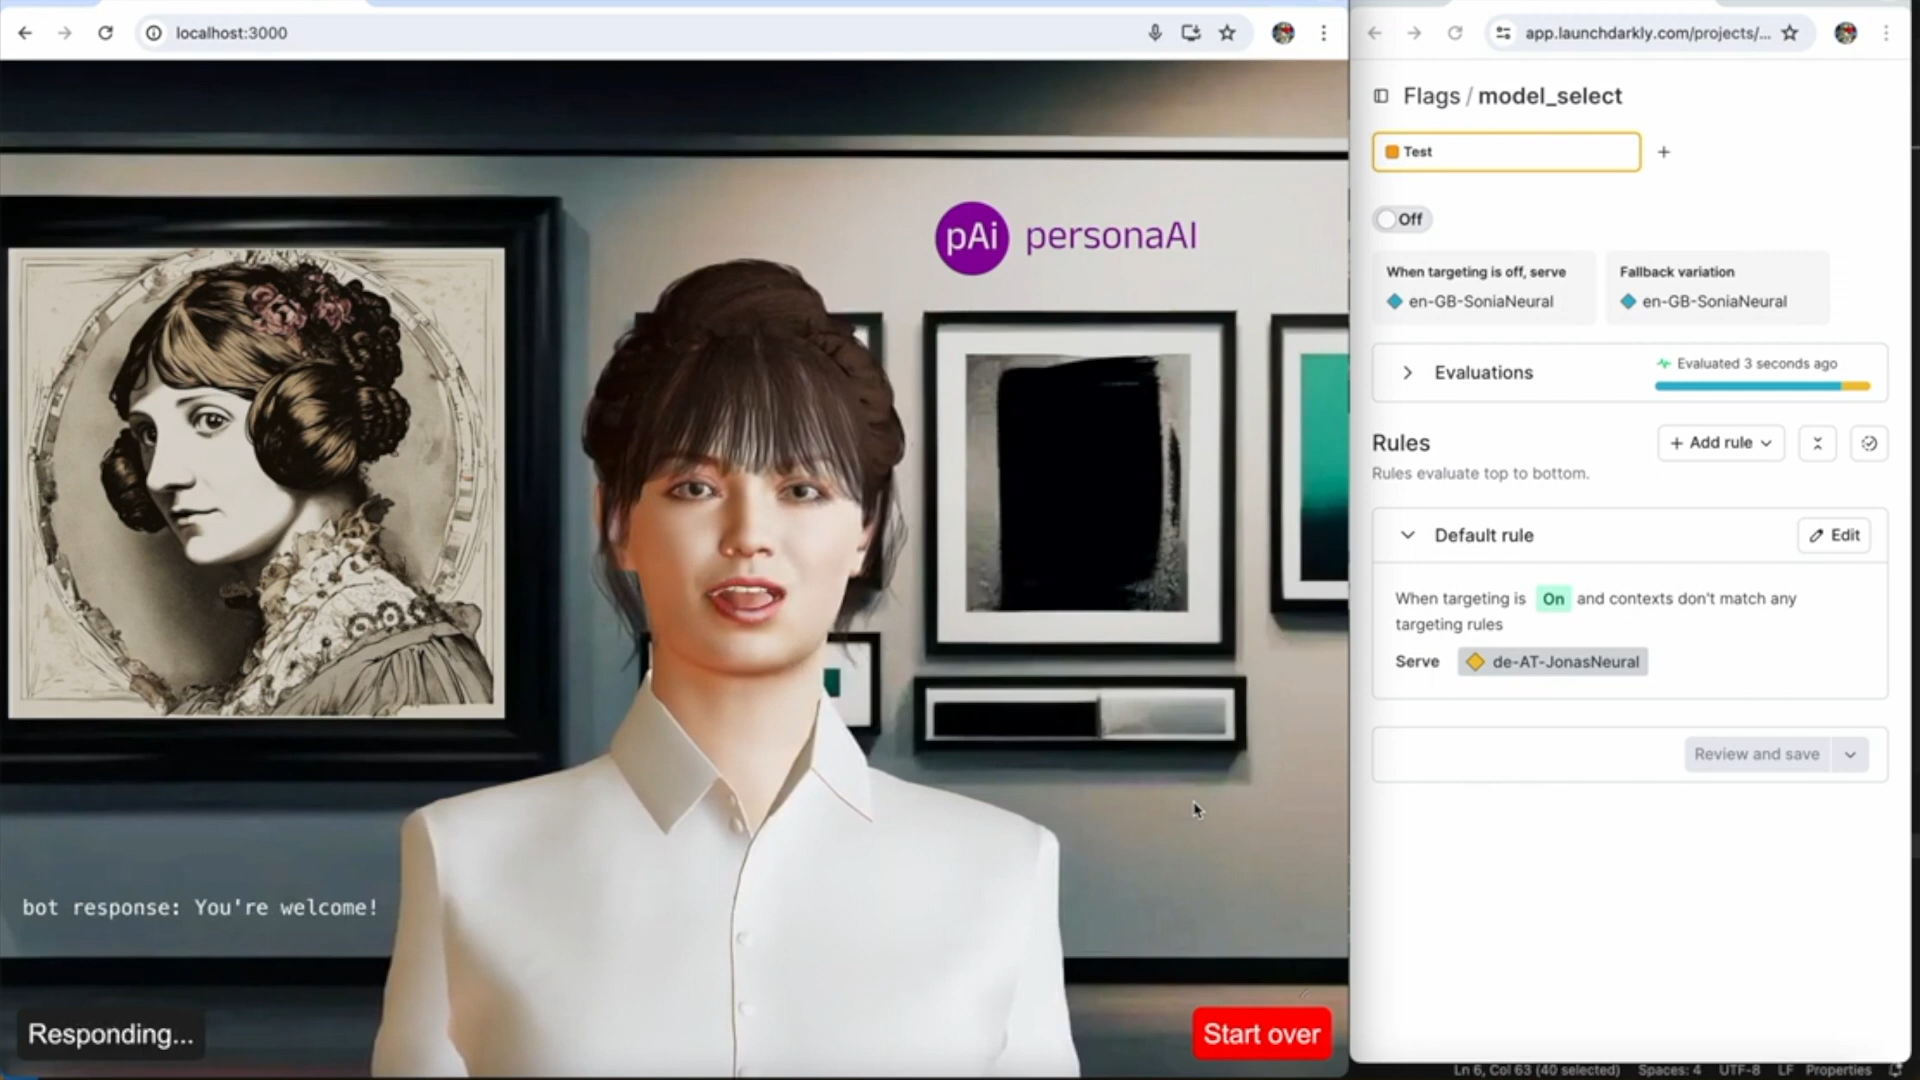 localhost:3000
pAi personaAI
bot response: You're welcome!
Responding...
Start over
app.launchdarkly.com/projects/...
Flags / model_select
Test
Off
When targeting is off, serve
en-GB-SoniaNeural
Fallback variation
en-GB-SoniaNeural
Evaluations
Evaluated 3 seconds ago
Rules
+ Add rule
Rules evaluate top to bottom.
Default rule
Edit
When targeting is On and contexts don't match any
targeting rules
Serve de-AT-JonasNeural
Review and save
Ln 6, Col 63 (40 selected) Spaces: 4 UTF-8 LF Properties